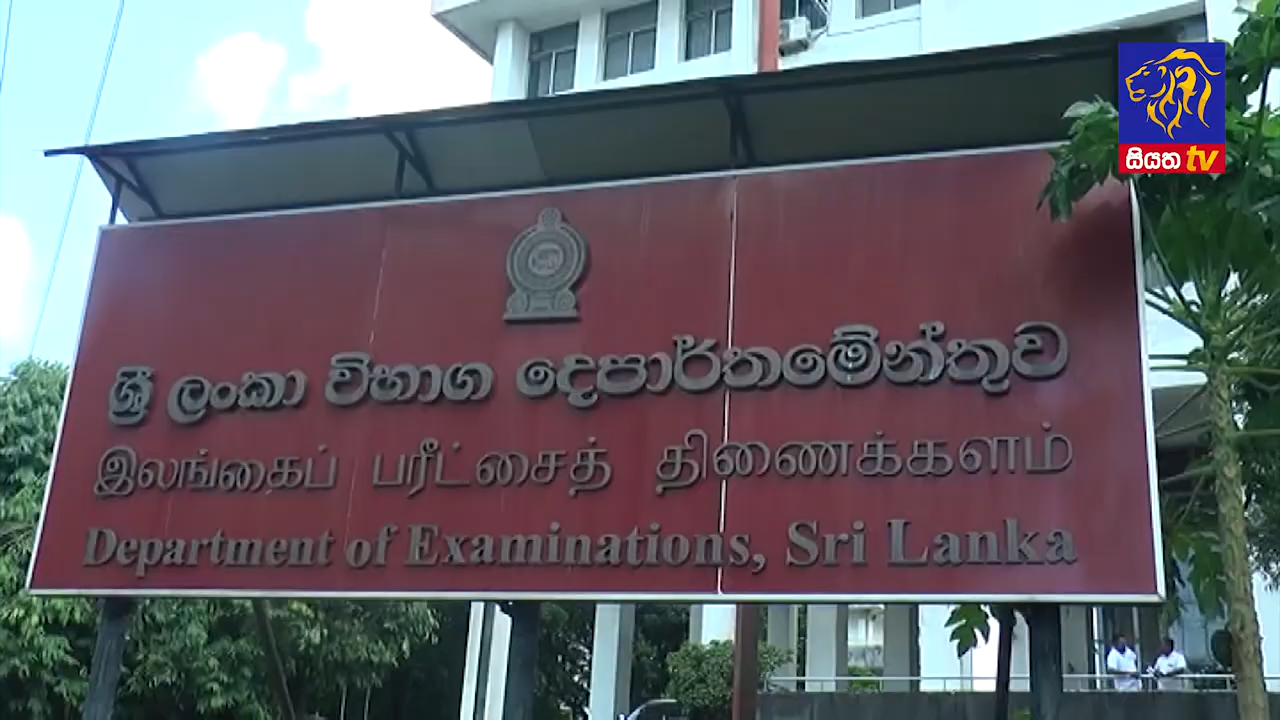 සියත tv
ශ්‍රී ලංකා විභාග දෙපාර්තමේන්තුව
இலங்கைப் பரீட்சைத் திணைக்களம்
Department of Examinations, Sri Lanka